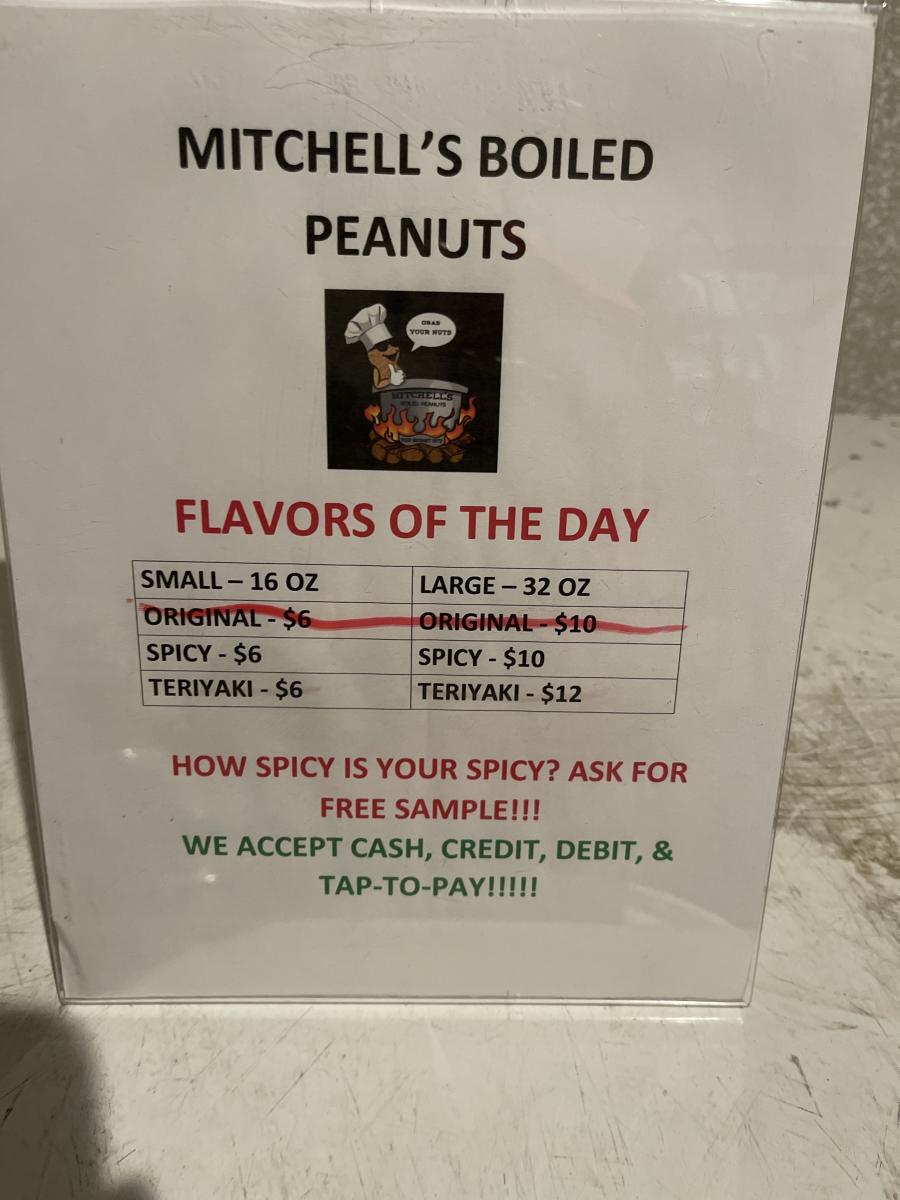 MITCHELL'S BOILED
PEANUTS
GRAB
YOUR NUTS
MITCHELLS
BOILED PEANUTS
FLAVORS OF THE DAY
SMALL – 16 OZ LARGE – 32 OZ
ORIGINAL - $6 ORIGINAL - $10
SPICY - $6 SPICY - $10
TERIYAKI - $6 TERIYAKI - $12
HOW SPICY IS YOUR SPICY? ASK FOR
FREE SAMPLE!!!
WE ACCEPT CASH, CREDIT, DEBIT, &
TAP-TO-PAY!!!!!